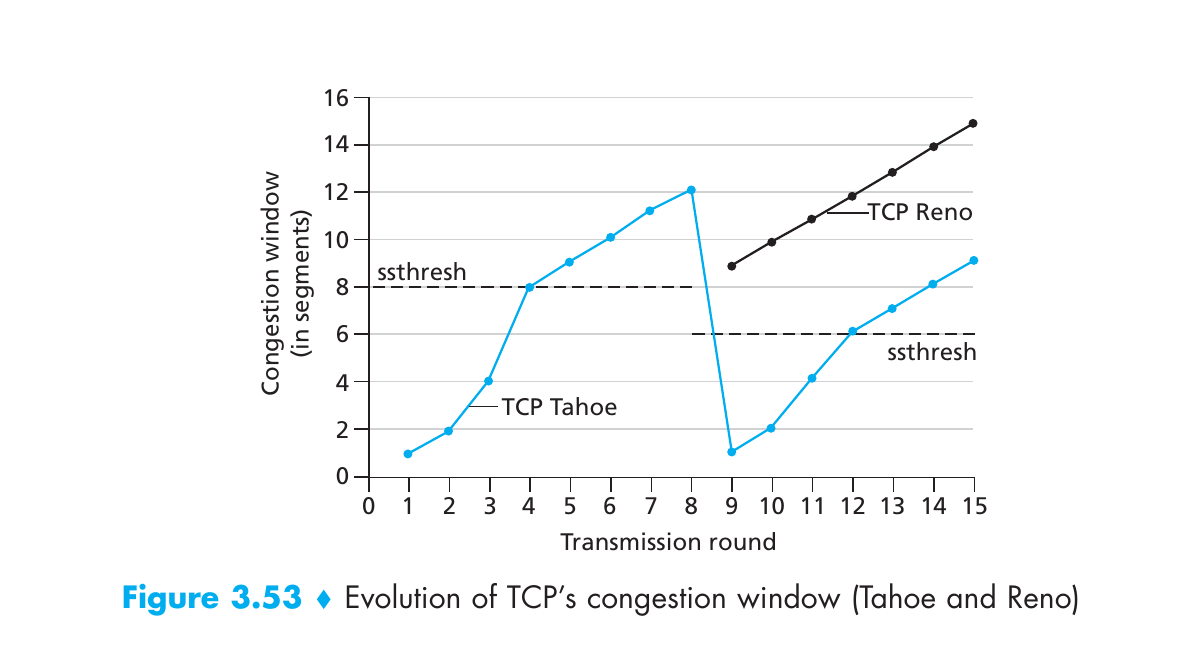 16
14
12
10
8
6
4
2
0
Congestion window
(in segments)
ssthresh
TCP Reno
ssthresh
TCP Tahoe
0 1 2 3 4 5 6 7 8 9 10 11 12 13 14 15
Transmission round
Figure 3.53 ♦ Evolution of TCP’s congestion window (Tahoe and Reno)